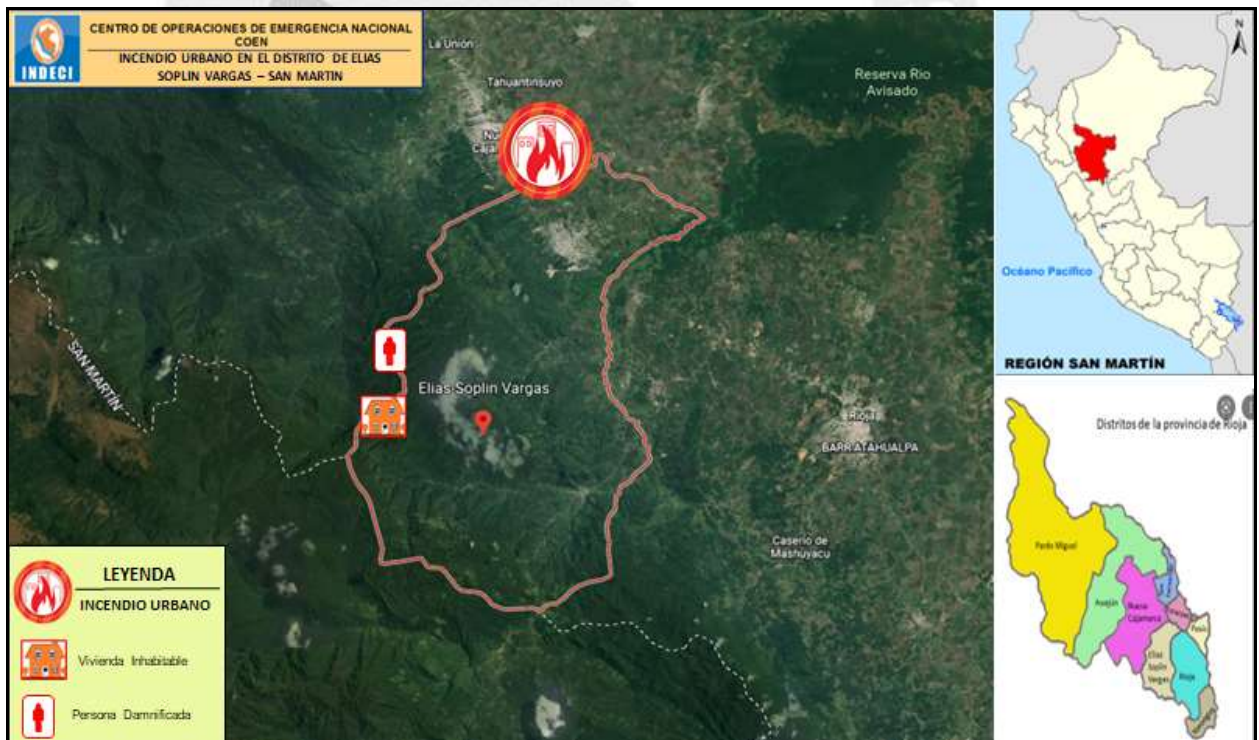 INDECI
CENTRO DE OPERACIONES DE EMERGENCIA NACIONAL
COEN
INCENDIO URBANO EN EL DISTRITO DE ELIAS
SOPLIN VARGAS – SAN MARTIN
La Unión
Tahuantinsuyo
Reserva Rio
Avisado
SAN MARTÍN
Elias Soplin Vargas
Rioja
BARR ATAHUALPA
Caserio de
Mashuyacu
LEYENDA
INCENDIO URBANO
Vivienda Inhabitable
Persona Damnificada
N
Océano Pacífico
REGIÓN SAN MARTÍN
Distritos de la provincia de Rioja
Pardo Miguel
Awajún
Nueva
Cajamarca
Elías
Soplín
Vargas
Rioja